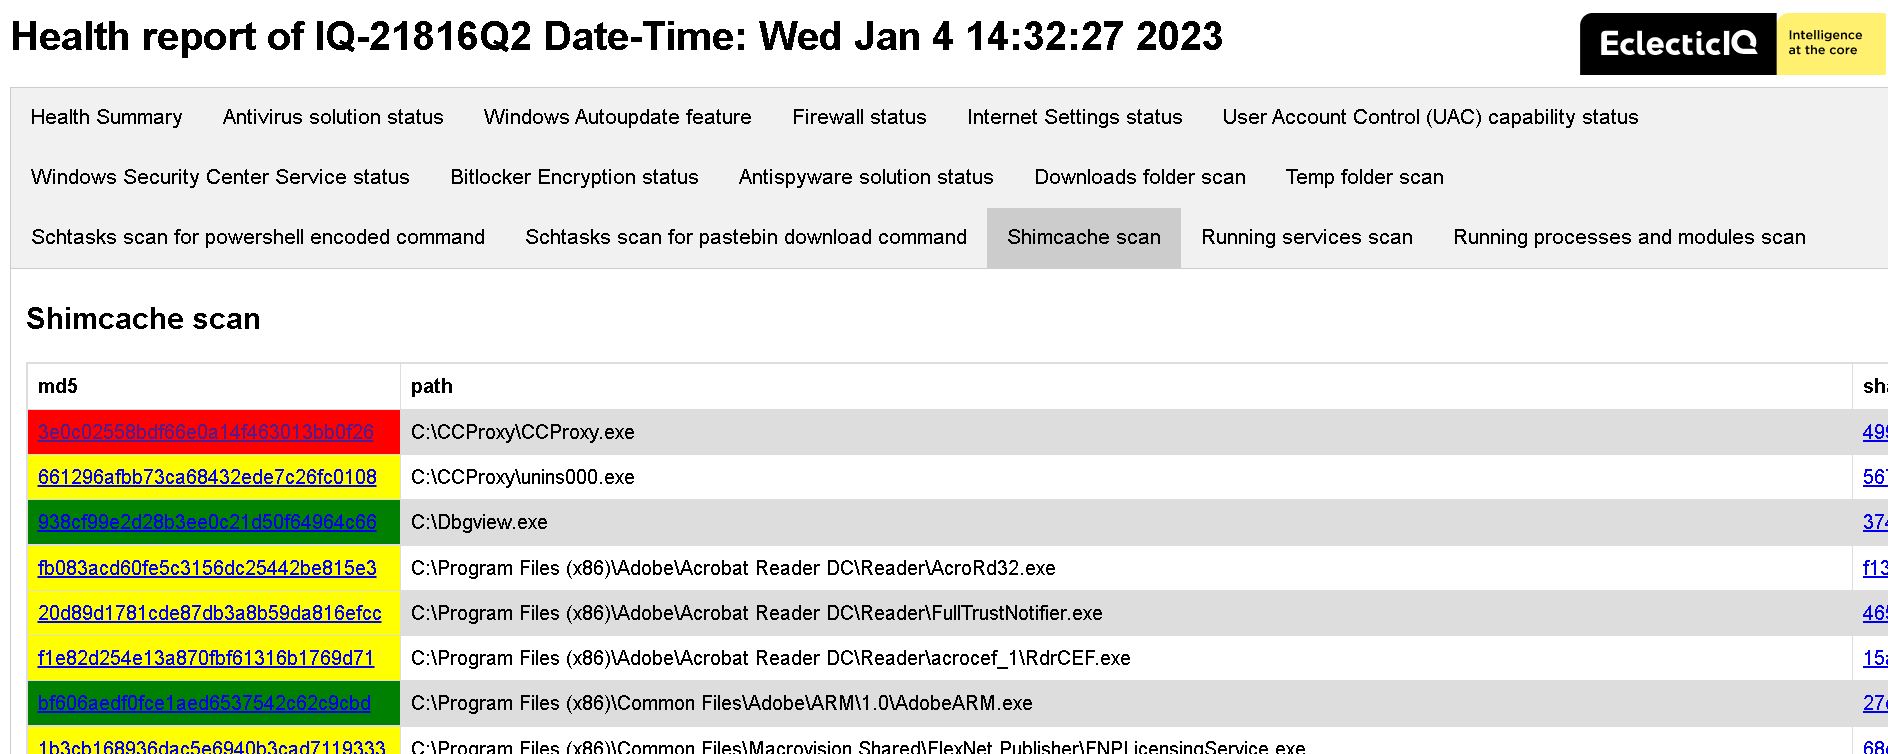 Health report of IQ-21816Q2 Date-Time: Wed Jan 4 14:32:27 2023
EclecticIQ
Intelligence
at the core
Health Summary Antivirus solution status Windows Autoupdate feature Firewall status Internet Settings status User Account Control (UAC) capability status
Windows Security Center Service status Bitlocker Encryption status Antispyware solution status Downloads folder scan Temp folder scan
Schtasks scan for powershell encoded command Schtasks scan for pastebin download command Shimcache scan Running services scan Running processes and modules scan
Shimcache scan
md5 path sha
3e0c02558bdf66e0a14f463013bb0f26 C:\CCProxy\CCProxy.exe 499
661296afbb73ca68432ede7c26fc0108 C:\CCProxy\unins000.exe 567
938cf99e2d28b3ee0c21d50f64964c66 C:\Dbgview.exe 374
fb083acd60fe5c3156dc25442be815e3 C:\Program Files (x86)\Adobe\Acrobat Reader DC\Reader\AcroRd32.exe f13
20d89d1781cde87db3a8b59da816efcc C:\Program Files (x86)\Adobe\Acrobat Reader DC\Reader\FullTrustNotifier.exe 465
f1e82d254e13a870fbf61316b1769d71 C:\Program Files (x86)\Adobe\Acrobat Reader DC\Reader\acrocef_1\RdrCEF.exe 15a
bf606aedf0fce1aed6537542c62c9cbd C:\Program Files (x86)\Common Files\Adobe\ARM\1.0\AdobeARM.exe 27
1b3cb168936dac5e6940b3cad7119333 C:\Program Files (x86)\Common Files\Macrovision Shared\FlexNet Publisher\FNPLicensingService.exe 68